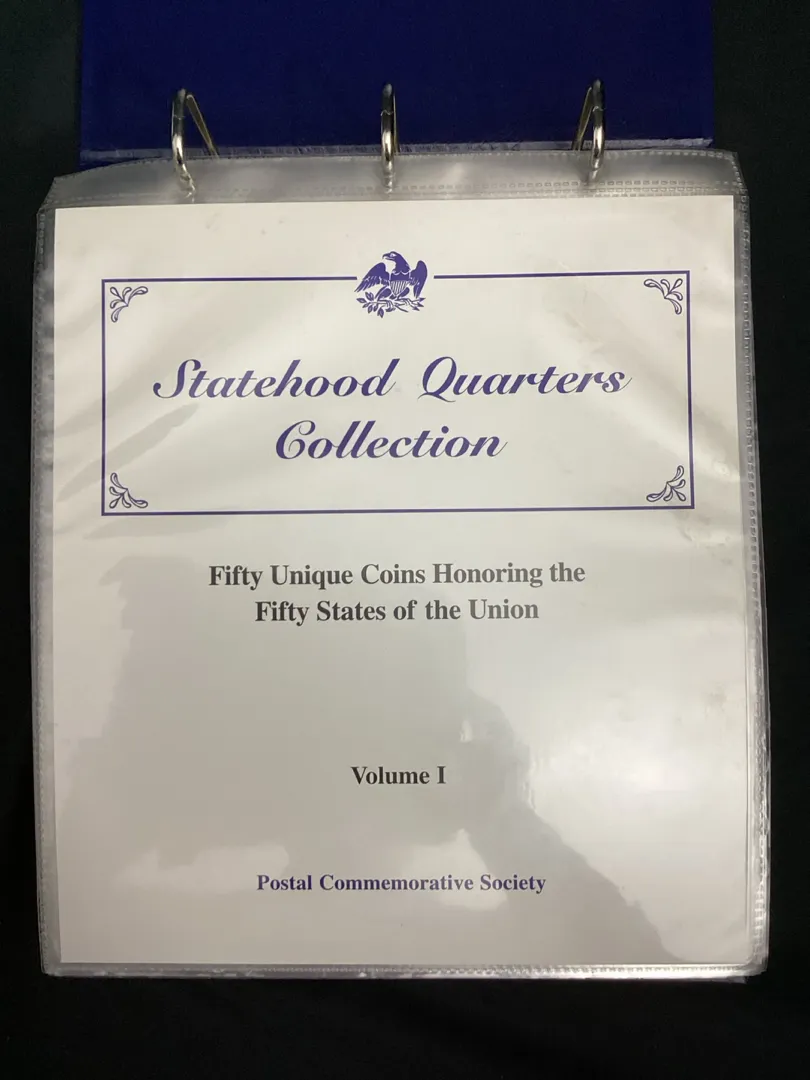 Statehood Quarters
Collection
Fifty Unique Coins Honoring the
Fifty States of the Union
Volume I
Postal Commemorative Society